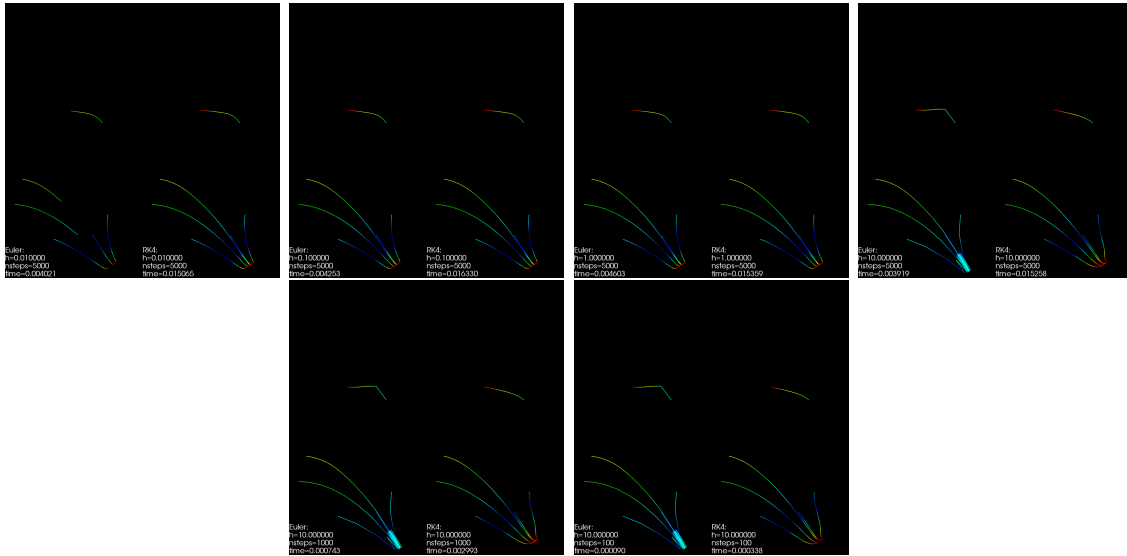 Euler:
h=0.010000
nsteps=5000
time=0.004021
RK4:
h=0.010000
nsteps=5000
time=0.015065
Euler:
h=0.100000
nsteps=5000
time=0.004253
RK4:
h=0.100000
nsteps=5000
time=0.016330
Euler:
h=1.000000
nsteps=5000
time=0.004603
RK4:
h=1.000000
nsteps=5000
time=0.015359
Euler:
h=10.000000
nsteps=5000
time=0.003919
RK4:
h=10.000000
nsteps=5000
time=0.015258
Euler:
h=10.000000
nsteps=1000
time=0.000743
RK4:
h=10.000000
nsteps=1000
time=0.002993
Euler:
h=10.000000
nsteps=100
time=0.000090
RK4:
h=10.000000
nsteps=100
time=0.000338